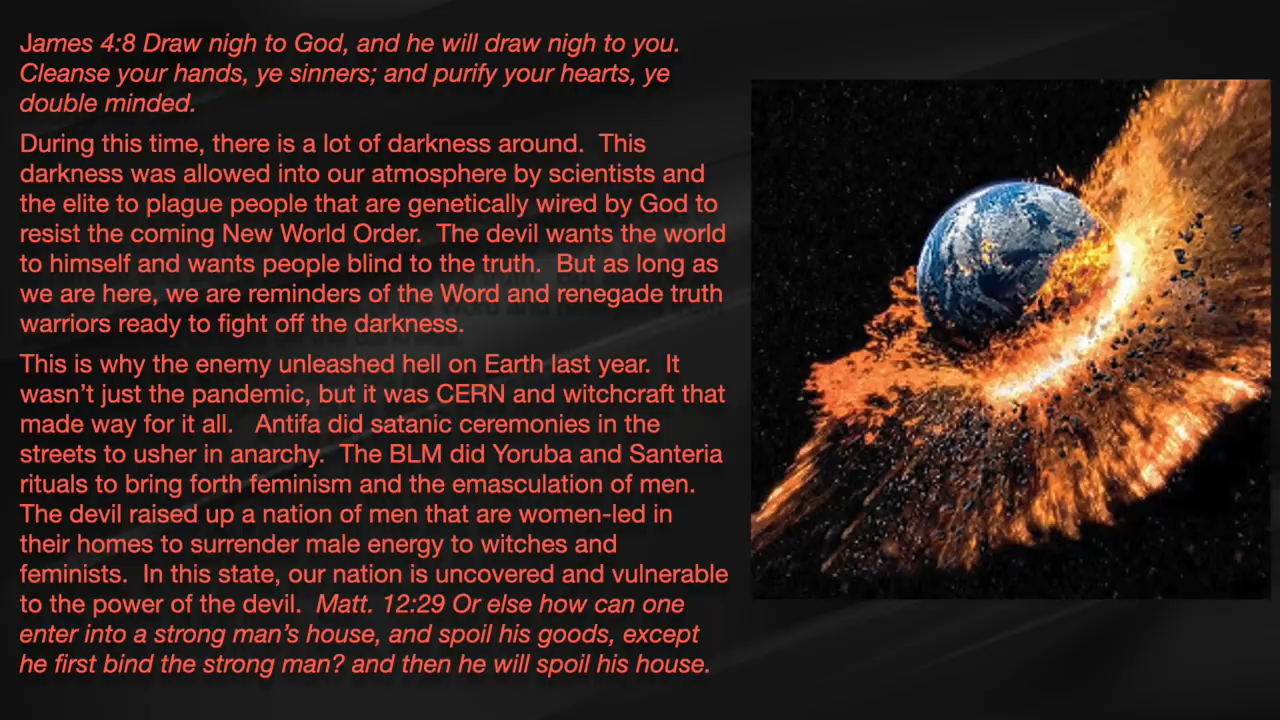 James 4:8 Draw nigh to God, and he will draw nigh to you.
Cleanse your hands, ye sinners; and purify your hearts, ye
double minded.
During this time, there is a lot of darkness around.  This
darkness was allowed into our atmosphere by scientists and
the elite to plague people that are genetically wired by God to
resist the coming New World Order.  The devil wants the world
to himself and wants people blind to the truth.  But as long as
we are here, we are reminders of the Word and renegade truth
warriors ready to fight off the darkness.
This is why the enemy unleashed hell on Earth last year.  It
wasn’t just the pandemic, but it was CERN and witchcraft that
made way for it all.   Antifa did satanic ceremonies in the
streets to usher in anarchy.  The BLM did Yoruba and Santeria
rituals to bring forth feminism and the emasculation of men.
The devil raised up a nation of men that are women-led in
their homes to surrender male energy to witches and
feminists.  In this state, our nation is uncovered and vulnerable
to the power of the devil.  Matt. 12:29 Or else how can one
enter into a strong man’s house, and spoil his goods, except
he first bind the strong man? and then he will spoil his house.